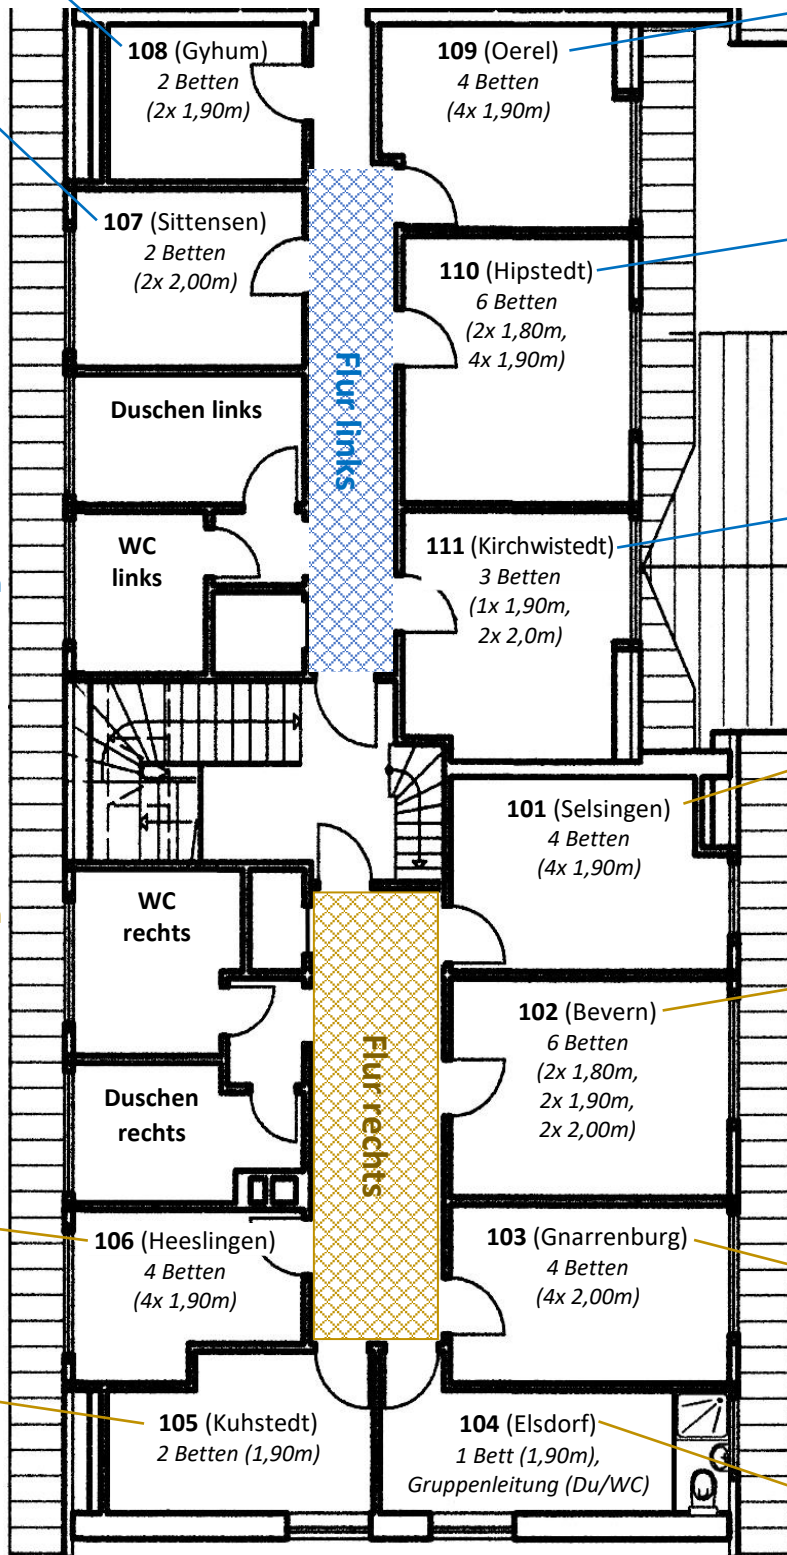 108 (Gyhum)
2 Betten
(2x 1,90m)
109 (Oerel)
4 Betten
(4x 1,90m)
107 (Sittensen)
2 Betten
(2x 2,00m)
110 (Hipstedt)
6 Betten
(2x 1,80m,
4x 1,90m)
Flur links
Duschen links
WC
links
111 (Kirchwistedt)
3 Betten
(1x 1,90m,
2x 2,0m)
101 (Selsingen)
4 Betten
(4x 1,90m)
WC
rechts
102 (Bevern)
6 Betten
(2x 1,80m,
2x 1,90m,
2x 2,00m)
Flur rechts
Duschen
rechts
106 (Heeslingen)
4 Betten
(4x 1,90m)
103 (Gnarrenburg)
4 Betten
(4x 2,00m)
105 (Kuhstedt)
2 Betten (1,90m)
104 (Elsdorf)
1 Bett (1,90m),
Gruppenleitung (Du/WC)